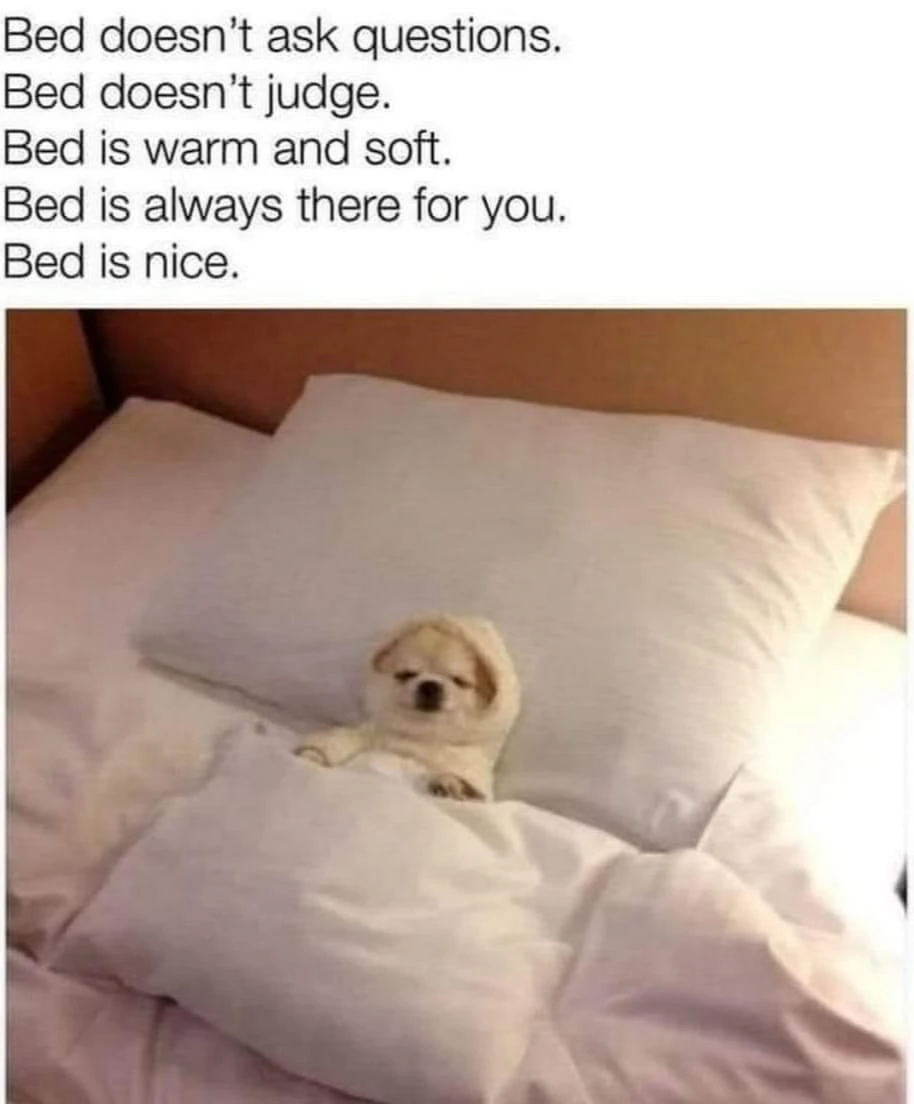 Bed doesn't ask questions.
Bed doesn't judge.
Bed is warm and soft.
Bed is always there for you.
Bed is nice.